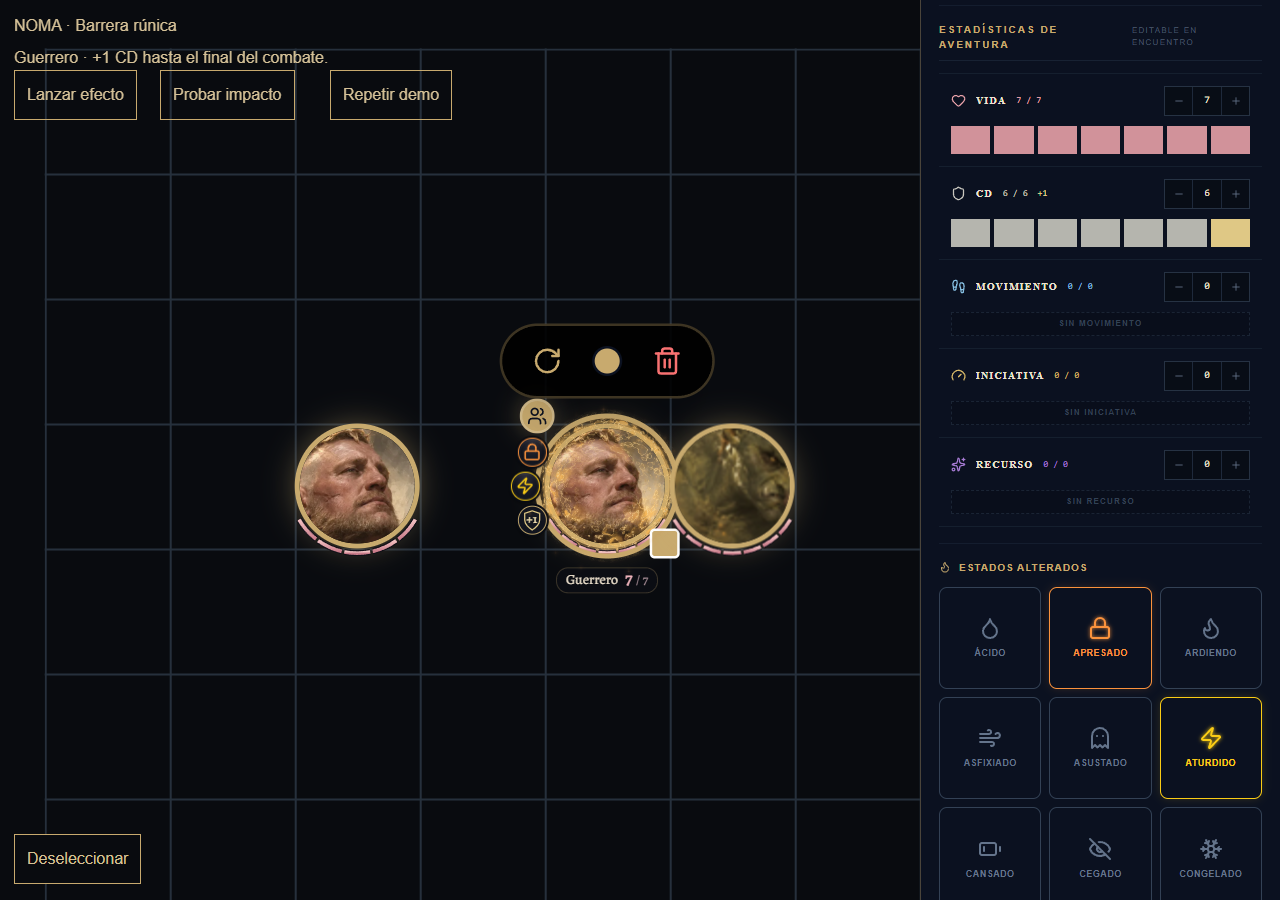 NOMA · Barrera rúnica
Guerrero · +1 CD hasta el final del combate.
Lanzar efecto
Probar impacto
Repetir demo
+1
Guerrero 7 / 7
Deseleccionar
ESTADÍSTICAS DE AVENTURA
EDITABLE EN ENCUENTRO
VIDA 7 / 7
− 7 +
CD 6 / 6 +1
− 6 +
MOVIMIENTO 0 / 0
− 0 +
SIN MOVIMIENTO
INICIATIVA 0 / 0
− 0 +
SIN INICIATIVA
RECURSO 0 / 0
− 0 +
SIN RECURSO
ESTADOS ALTERADOS
ÁCIDO
APRESADO
ARDIENDO
ASFIXIADO
ASUSTADO
ATURDIDO
CANSADO
CEGADO
CONGELADO